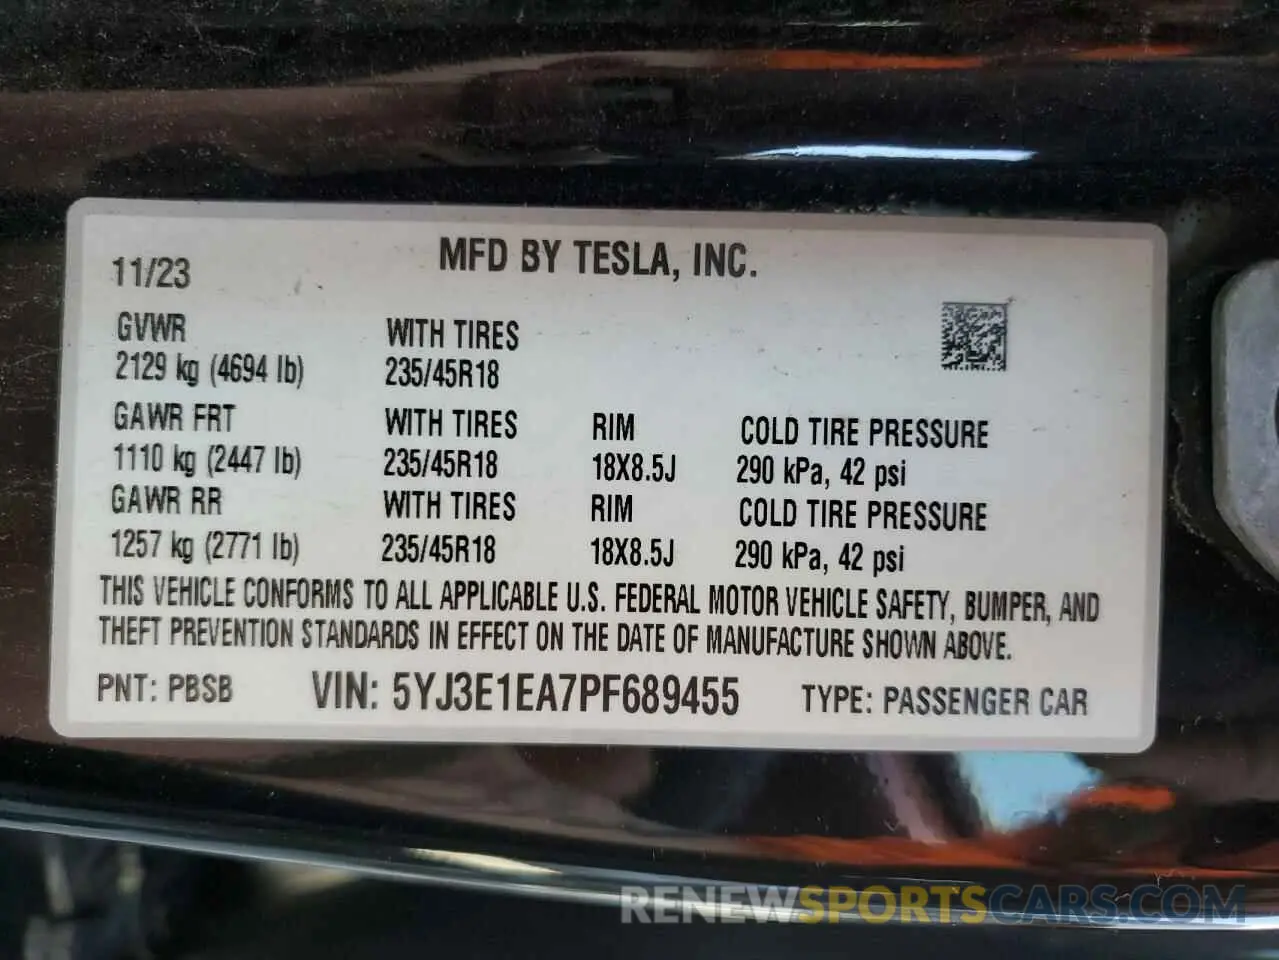 MFD BY TESLA, INC.
11/23
GVWR WITH TIRES
2129 kg (4694 lb) 235/45R18
GAWR FRT WITH TIRES RIM COLD TIRE PRESSURE
1110 kg (2447 lb) 235/45R18 18X8.5J 290 kPa, 42 psi
GAWR RR WITH TIRES RIM COLD TIRE PRESSURE
1257 kg (2771 lb) 235/45R18 18X8.5J 290 kPa, 42 psi
THIS VEHICLE CONFORMS TO ALL APPLICABLE U.S. FEDERAL MOTOR VEHICLE SAFETY, BUMPER, AND
THEFT PREVENTION STANDARDS IN EFFECT ON THE DATE OF MANUFACTURE SHOWN ABOVE.
PNT: PBSB VIN: 5YJ3E1EA7PF689455 TYPE: PASSENGER CAR
RENEWSPORTSCARS.COM